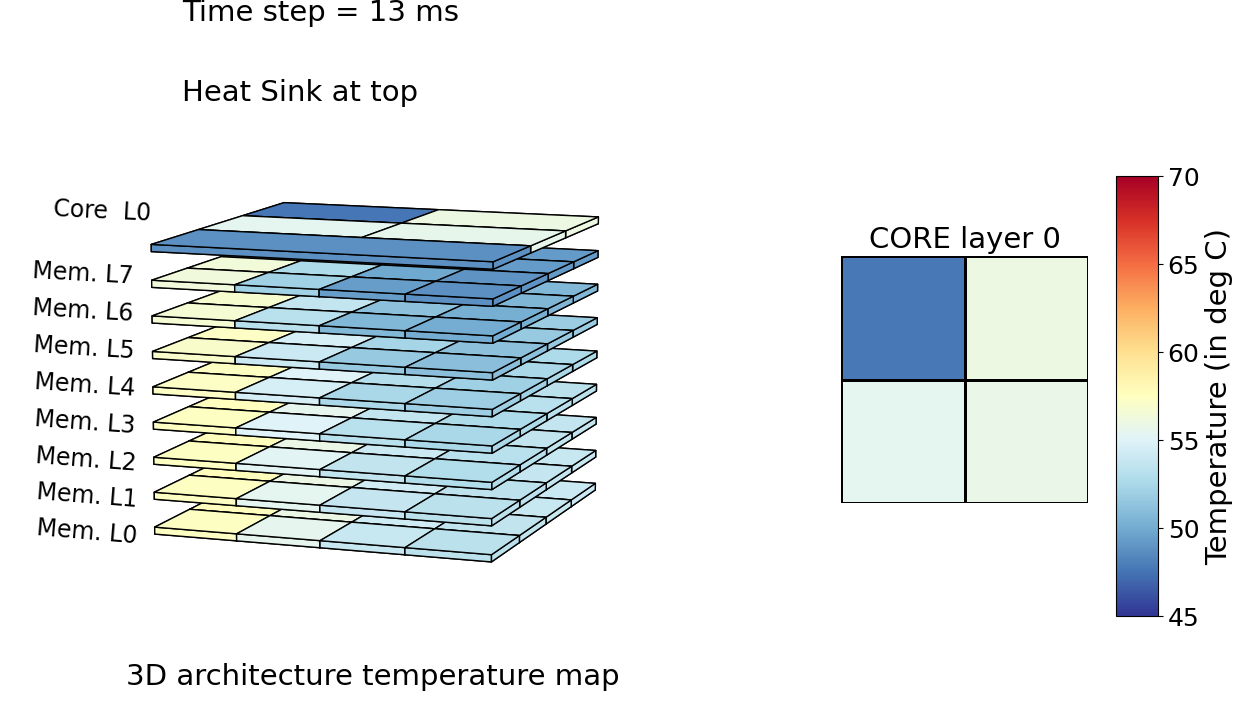 Time step = 13 ms
Heat Sink at top
Core  L0
Mem. L7
Mem. L6
Mem. L5
Mem. L4
Mem. L3
Mem. L2
Mem. L1
Mem. L0
3D architecture temperature map
CORE layer 0
70
65
60
55
50
45
Temperature (in deg C)